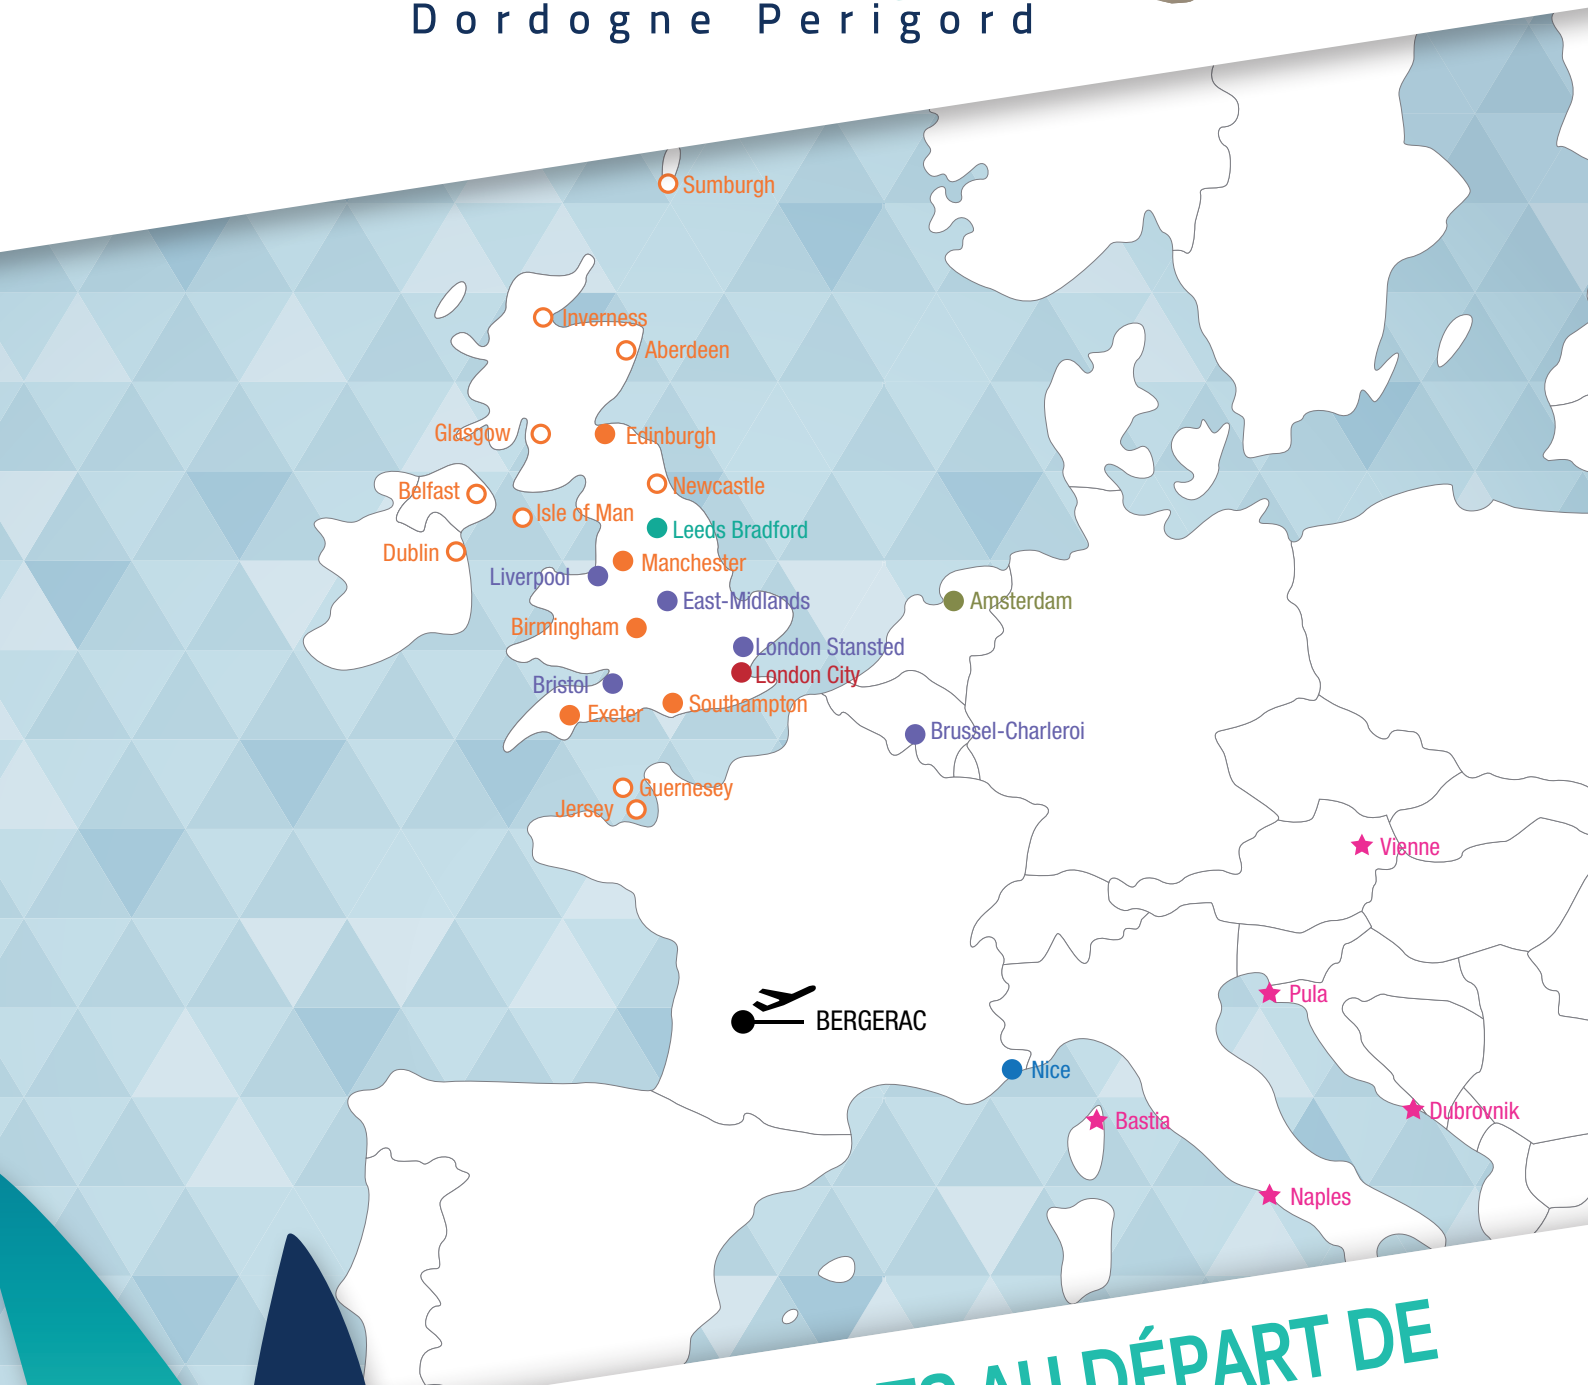 Dordogne Perigord
Sumburgh
Inverness
Aberdeen
Glasgow
Edinburgh
Belfast
Newcastle
Isle of Man
Leeds Bradford
Dublin
Manchester
Liverpool
East-Midlands
Amsterdam
Birmingham
London Stansted
London City
Bristol
Southampton
Exeter
Brussel-Charleroi
Guernesey
Jersey
Vienne
Pula
BERGERAC
Nice
Dubrovnik
Bastia
Naples
AU DÉPART DE